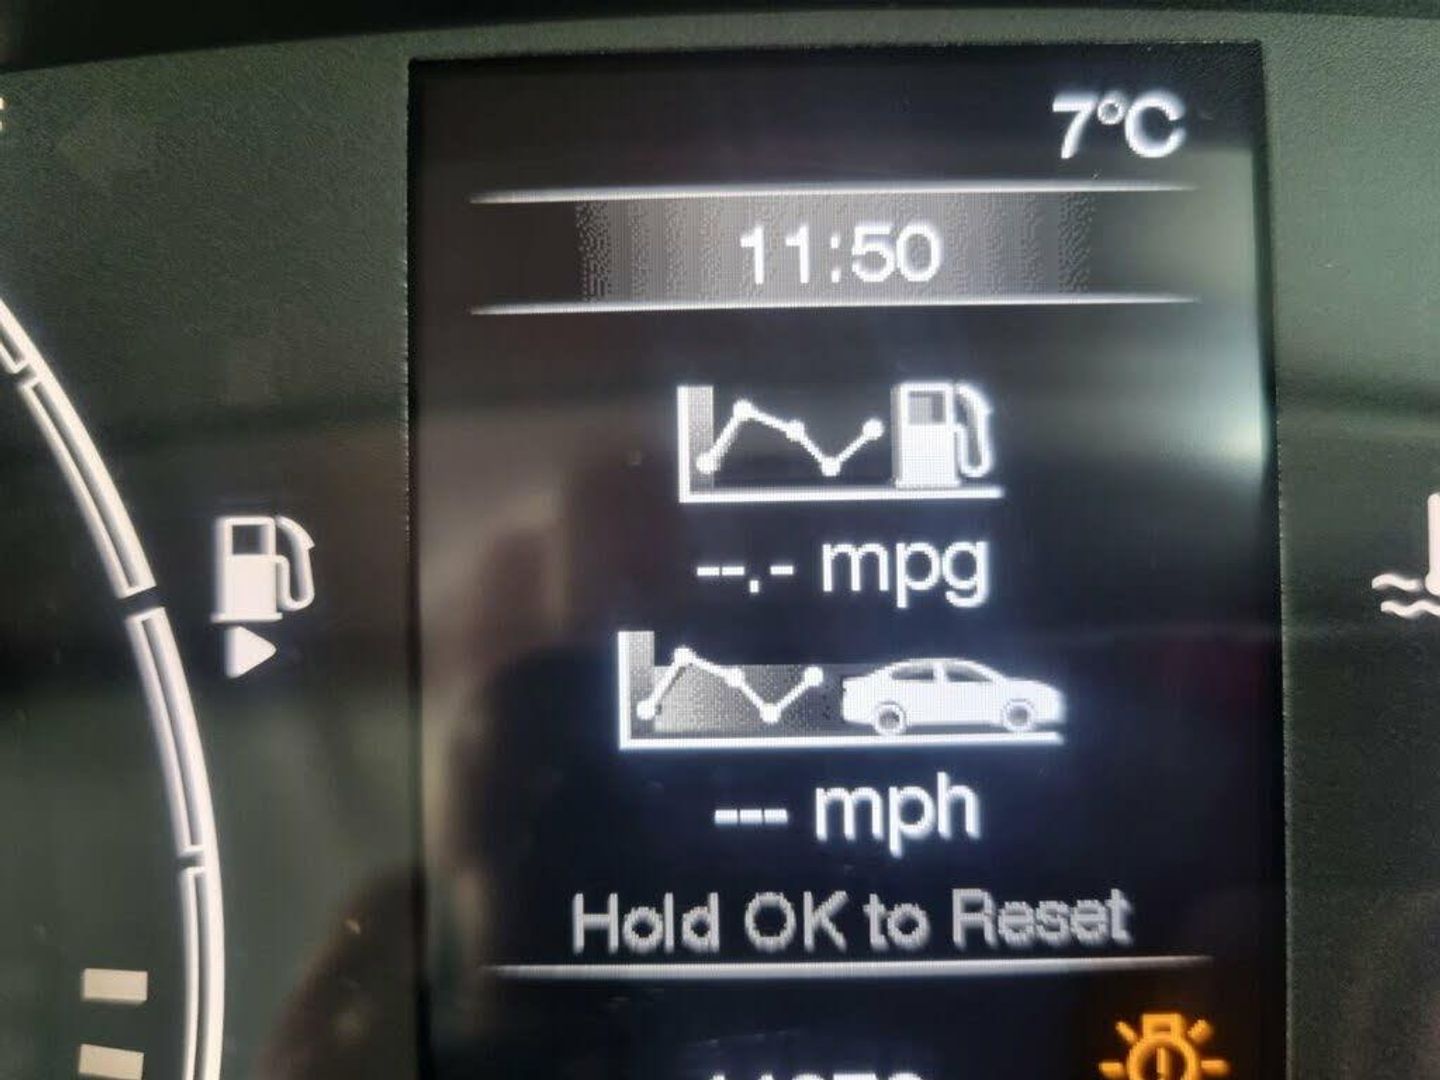 7°C
11:50
--.- mpg
--- mph
Hold OK to Reset